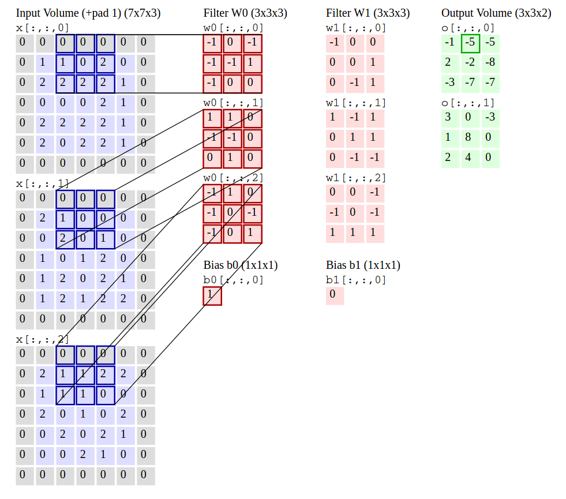 Input Volume (+pad 1) (7x7x3)
x[:,:,0]
0 0 0 0 0 0 0
0 1 1 0 2 0 0
0 2 2 2 2 1 0
0 0 0 0 2 1 0
0 2 2 2 2 1 0
0 2 0 2 2 1 0
0 0 0 0 0 0 0
x[:,:,1]
0 0 0 0 0 0 0
0 2 1 0 0 0 0
0 0 2 0 1 0 0
0 1 0 1 2 0 0
0 1 2 0 2 1 0
0 1 2 1 2 2 0
0 0 0 0 0 0 0
x[:,:,2]
0 0 0 0 0 0 0
0 2 1 1 2 2 0
0 1 1 1 0 0 0
0 2 0 1 0 2 0
0 0 2 0 2 1 0
0 0 0 2 1 0 0
0 0 0 0 0 0 0
Filter W0 (3x3x3)
w0[:,:,0]
-1 0 -1
-1 -1 1
-1 0 0
w0[:,:,1]
1 1 0
-1 -1 0
0 1 0
w0[:,:,2]
-1 1 0
-1 0 -1
-1 0 1
Bias b0 (1x1x1)
b0[:,:,0]
1
Filter W1 (3x3x3)
w1[:,:,0]
-1 0 0
0 0 1
0 -1 1
w1[:,:,1]
1 -1 1
0 1 1
0 -1 -1
w1[:,:,2]
0 0 -1
-1 0 -1
1 1 1
Bias b1 (1x1x1)
b1[:,:,0]
0
Output Volume (3x3x2)
o[:,:,0]
-1 -5 -5
2 -2 -8
-3 -7 -7
o[:,:,1]
3 0 -3
1 8 0
2 4 0